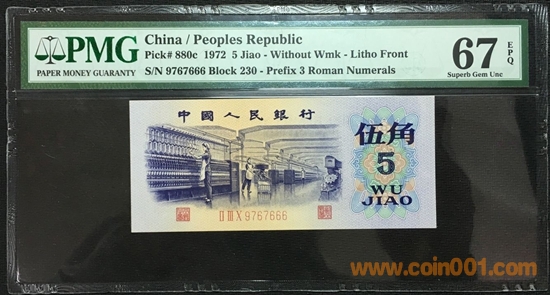 PMG
PAPER MONEY GUARANTY
China / Peoples Republic
Pick# 880c 1972 5 Jiao - Without Wmk - Litho Front
S/N 9767666 Block 230 - Prefix 3 Roman Numerals
67 EPQ
Superb Gem Unc
中國人民銀行
伍角
5
WU
JIAO
II III X 9767666
www.coin001.com